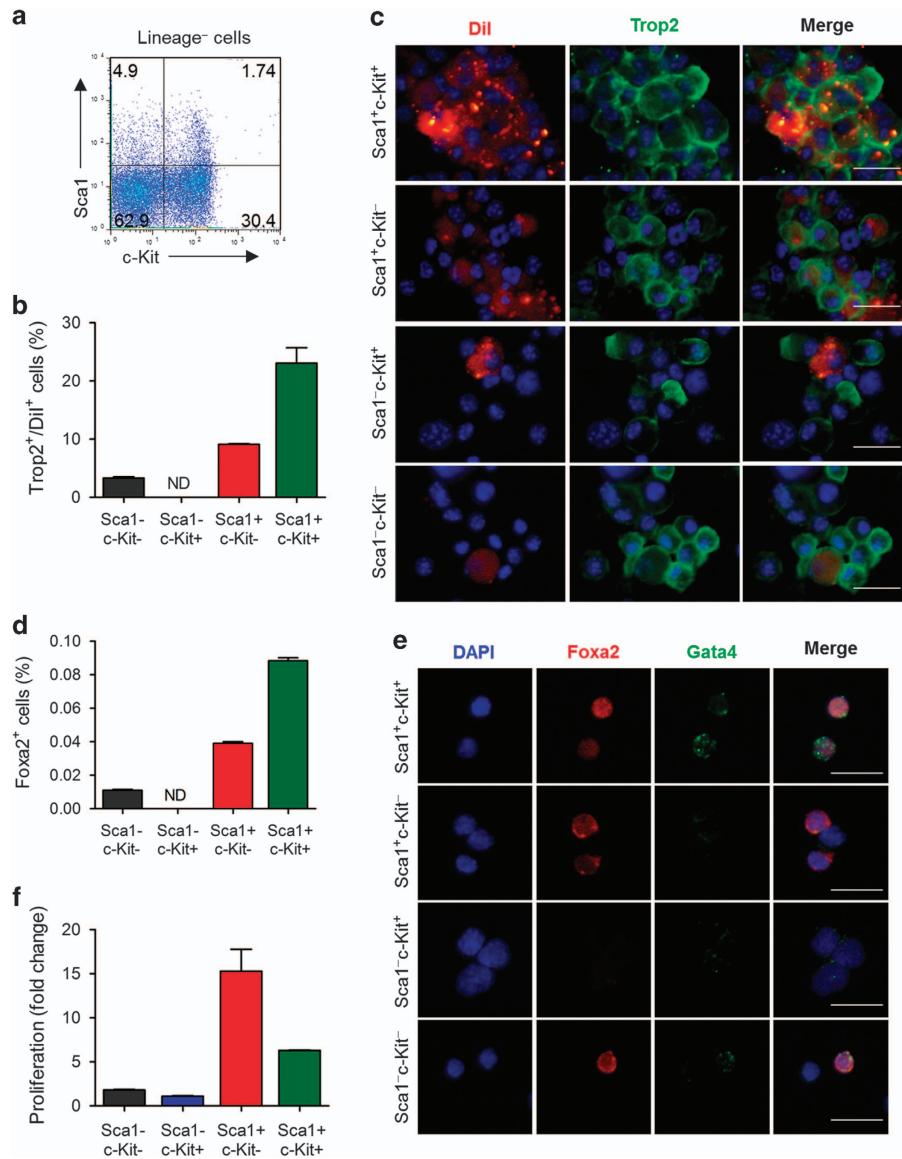 a
Lineage⁻ cells
4.9
1.74
62.9
30.4
10⁴
10³
10²
10¹
10⁰
10⁰ 10¹ 10² 10³ 10⁴
Sca1
c-Kit
b
Trop2⁺/DiI⁺ cells (%)
30
20
10
0
ND
Sca1- c-Kit-
Sca1- c-Kit+
Sca1+ c-Kit-
Sca1+ c-Kit+
c
DiI
Trop2
Merge
Sca1⁺c-Kit⁺
Sca1⁺c-Kit⁻
Sca1⁻c-Kit⁺
Sca1⁻c-Kit⁻
d
Foxa2⁺ cells (%)
0.10
0.08
0.06
0.04
0.02
0.00
ND
Sca1- c-Kit-
Sca1- c-Kit+
Sca1+ c-Kit-
Sca1+ c-Kit+
e
DAPI
Foxa2
Gata4
Merge
Sca1⁺c-Kit⁺
Sca1⁺c-Kit⁻
Sca1⁻c-Kit⁺
Sca1⁻c-Kit⁻
f
Proliferation (fold change)
20
15
10
5
0
Sca1- c-Kit-
Sca1- c-Kit+
Sca1+ c-Kit-
Sca1+ c-Kit+